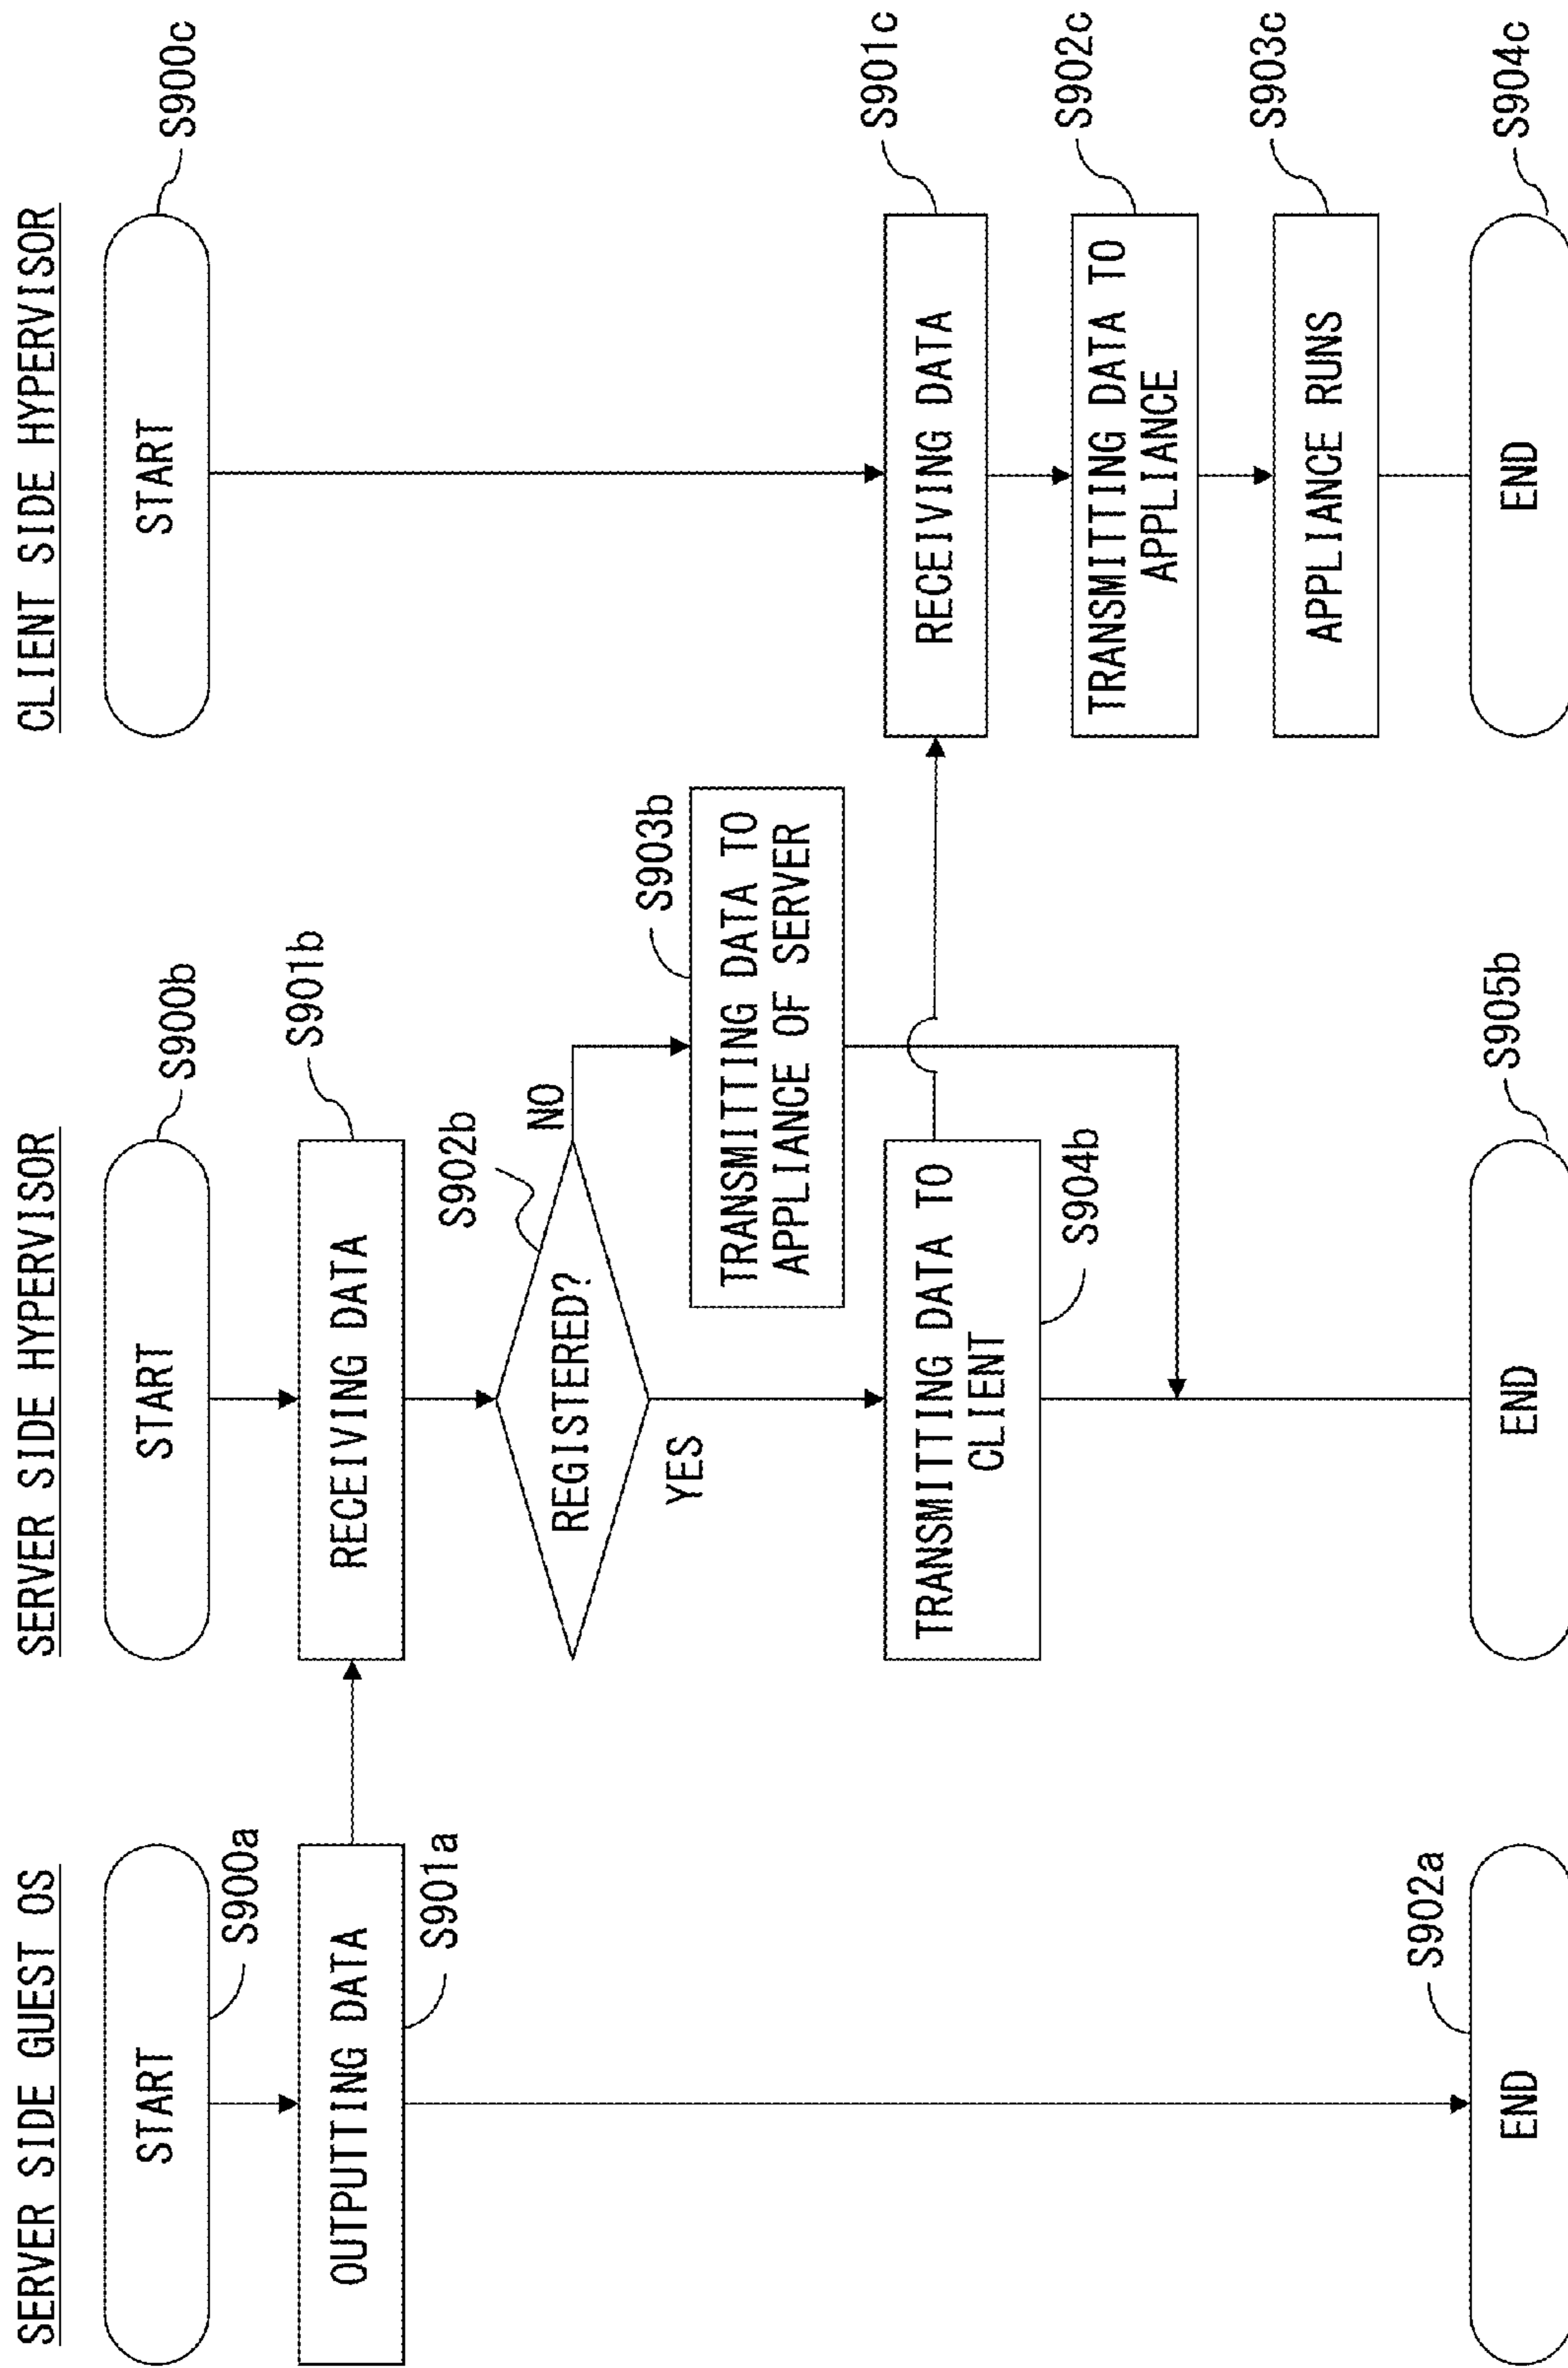 SERVER SIDE GUEST OS
START
S900a
OUTPUTTING DATA
S901a
END
S902a
SERVER SIDE HYPERVISOR
START
S900b
RECEIVING DATA
S901b
REGISTERED?
S902b
NO
YES
TRANSMITTING DATA TO
APPLIANCE OF SERVER
S903b
TRANSMITTING DATA TO
CLIENT
S904b
END
S905b
CLIENT SIDE HYPERVISOR
START
S900c
RECEIVING DATA
S901c
TRANSMITTING DATA TO
APPLIANCE
S902c
APPLIANCE RUNS
S903c
END
S904c